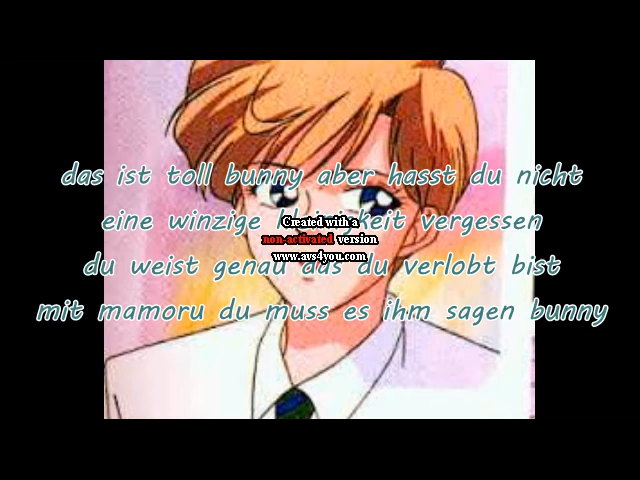 das ist toll bunny aber hasst du nicht
eine winzige kleinigkeit vergessen
du weist genau das du verlobt bist
mit mamoru du muss es ihm sagen bunny
Created with a
non-activated version
www.avs4you.com